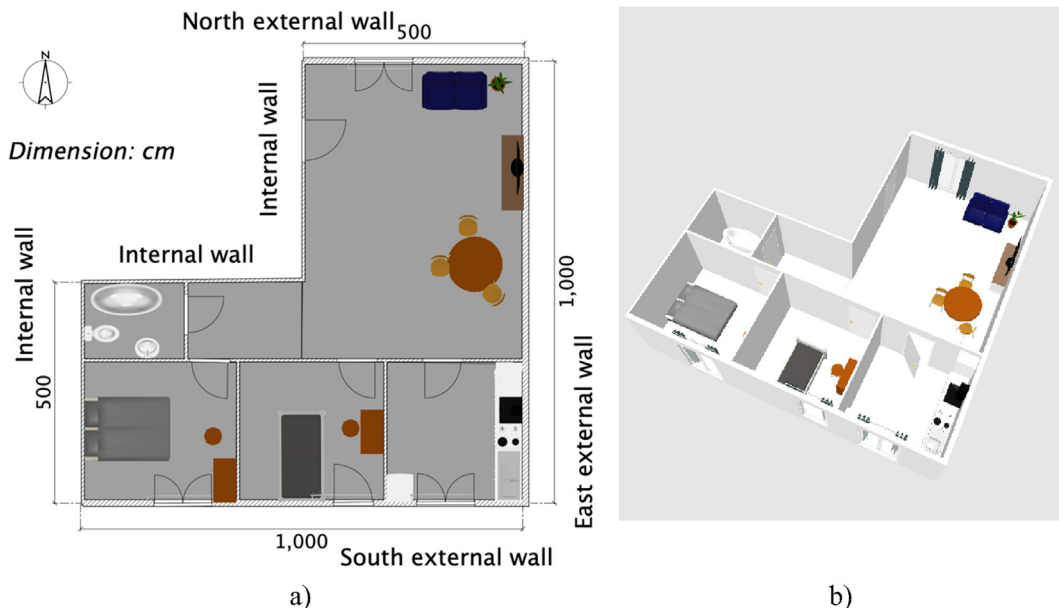 North external wall
500
N
Dimension: cm
Internal wall
Internal wall
Internal wall
1,000
500
East external wall
1,000
South external wall
a)
b)